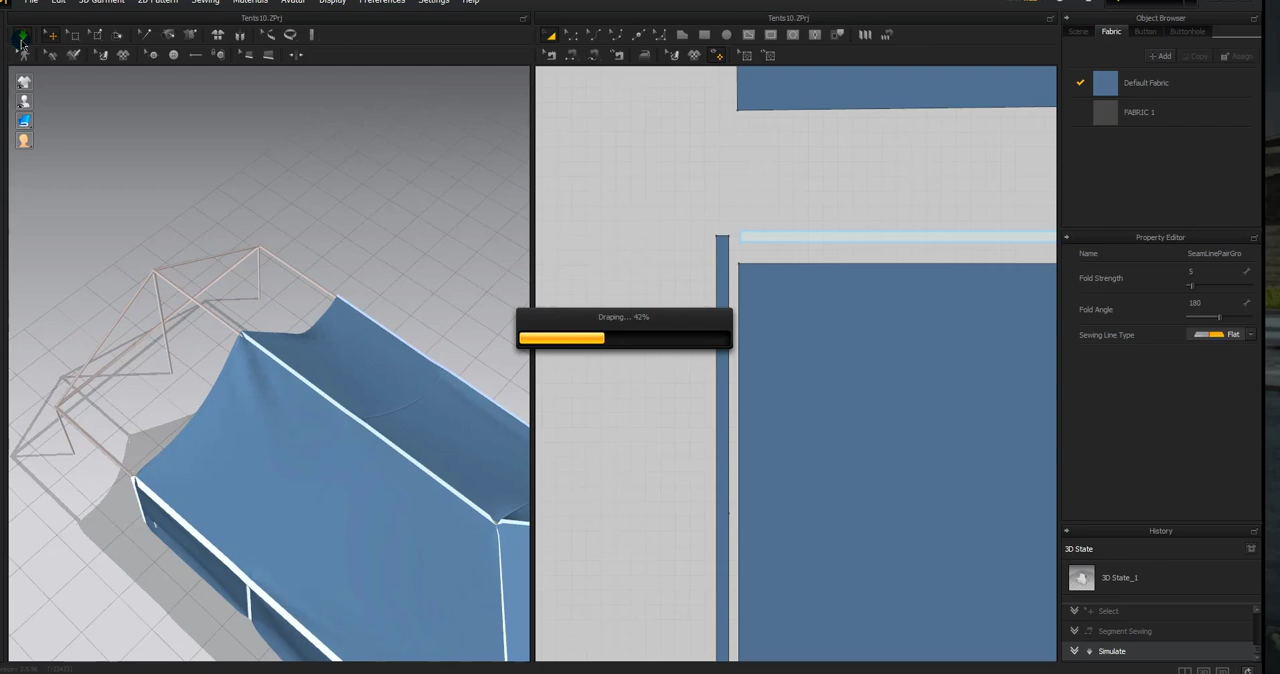 File Edit 3D Garment 2D Pattern Sewing Materials Avatar Display Preferences Settings Help
Tents10.ZPrj
Tents10.ZPrj
Object Browser
Scene Fabric Button Buttonhole
+ Add Copy Assign
Default Fabric
FABRIC 1
Draping... 42%
Property Editor
Name SeamLinePairGro
Fold Strength 5
Fold Angle 180
Sewing Line Type Flat
History
3D State
3D State_1
Select
Segment Sewing
Simulate